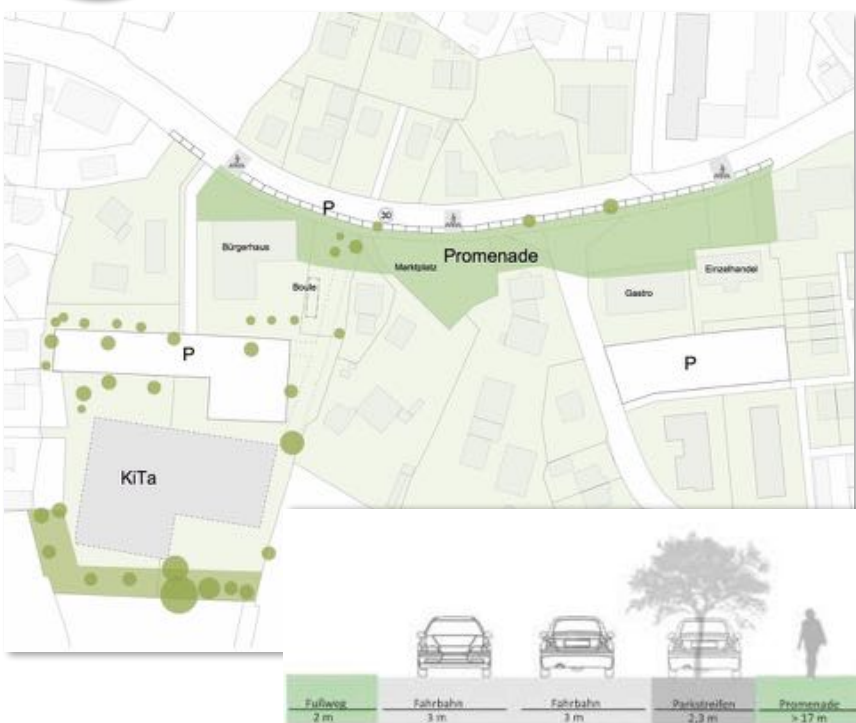 P
30
Promenade
Bürgerhaus
Marktplatz
Einzelhandel
Boule
Gastro
P
P
KiTa
Fußweg
2 m
Fahrbahn
3 m
Fahrbahn
3 m
Parkstreifen
2,3 m
Promenade
> 17 m